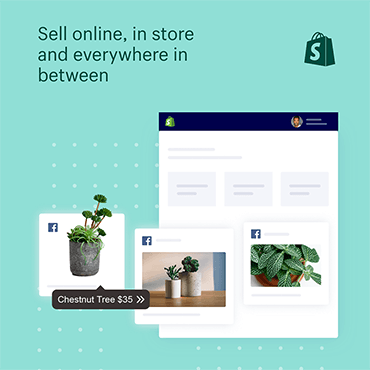 Sell online, in store
and everywhere in
between
Chestnut Tree $35 »